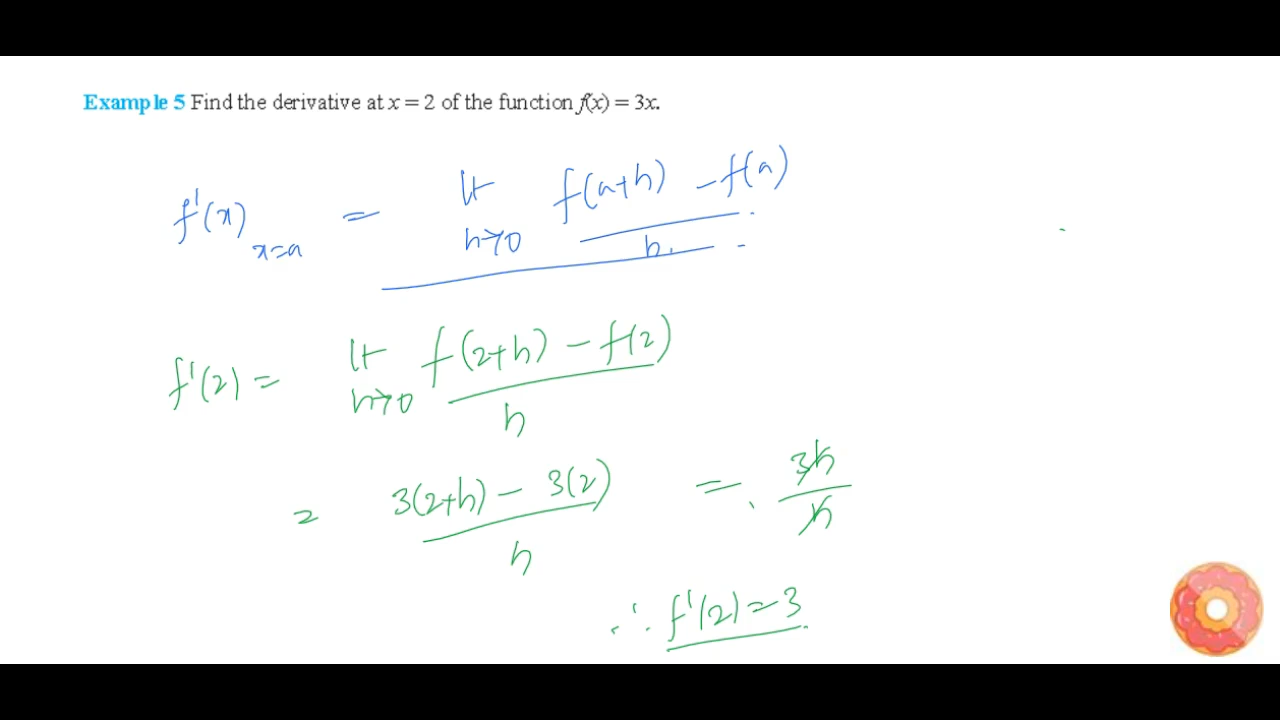 Example 5 Find the derivative at x = 2 of the function f(x) = 3x.
f'(x) x=a = lt h→0 f(a+h) - f(a) / h
f'(2) = lt h→0 f(2+h) - f(2) / h
= 3(2+h) - 3(2) / h = 3h / h
∴ f'(2) = 3